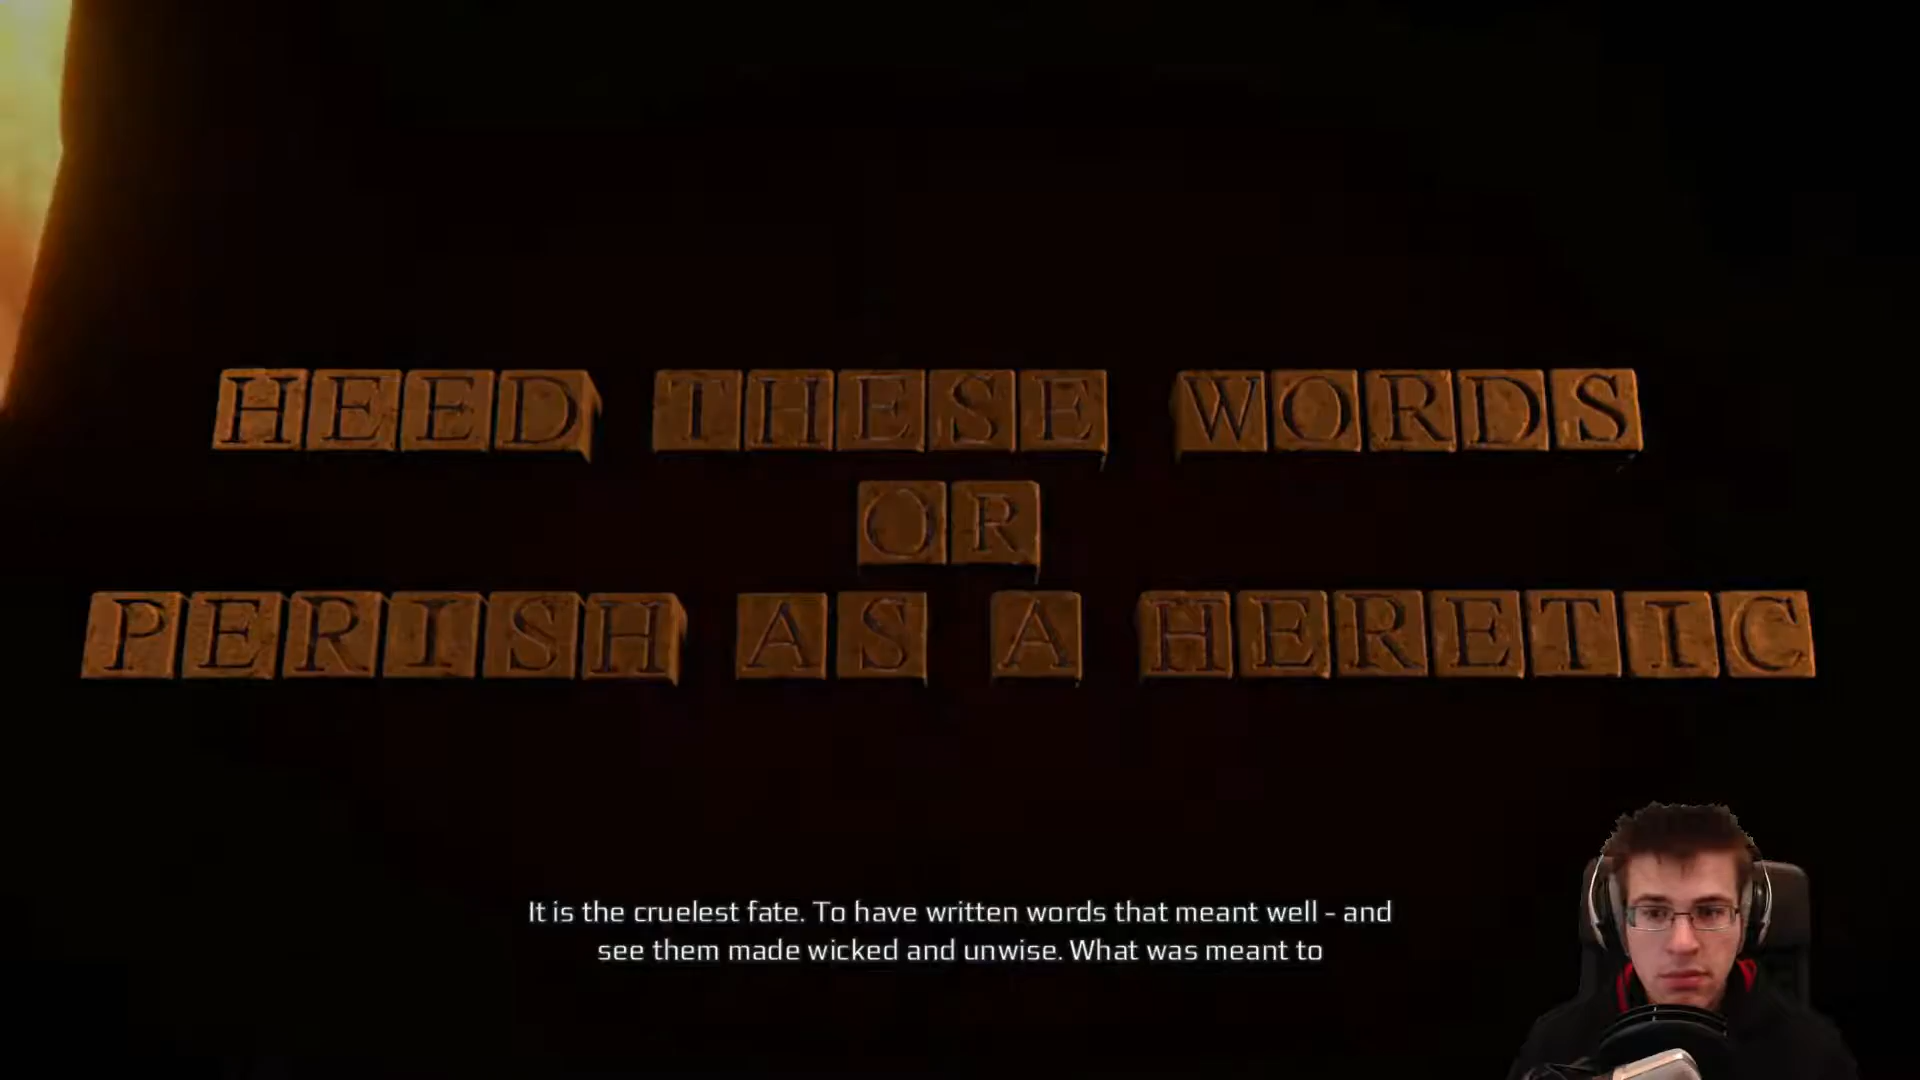 HEED THESE WORDS
OR
PERISH AS A HERETIC
It is the cruelest fate. To have written words that meant well - and
see them made wicked and unwise. What was meant to